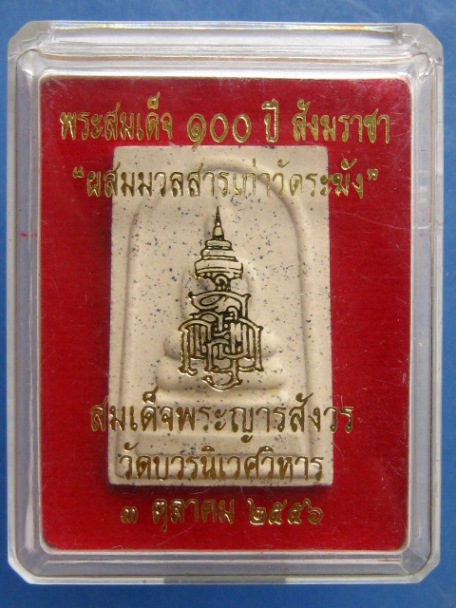 พระสมเด็จ ๑๐๐ ปี สังฆราชา
"ผสมมวลสารเก่าวัดระฆัง"
สมเด็จพระญาณสังวร
วัดบวรนิเวศวิหาร
๓ ตุลาคม ๒๕๕๖